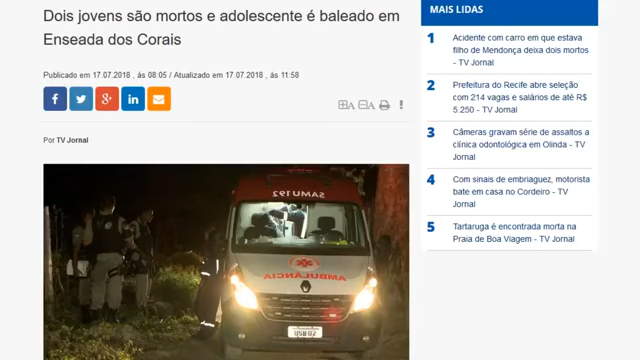 Dois jovens são mortos e adolescente é baleado em
Enseada dos Corais
Publicado em 17.07.2018 , às 08:05 / Atualizado em 17.07.2018 , às 11:58
Por TV Jornal
SAMU192
AMBULÂNCIA
MAIS LIDAS
1 Acidente com carro em que estava
filho de Mendonça deixa dois mortos
- TV Jornal
2 Prefeitura do Recife abre seleção
com 214 vagas e salários de até R$
5.250 - TV Jornal
3 Câmeras gravam série de assaltos a
clínica odontológica em Olinda - TV
Jornal
4 Com sinais de embriaguez, motorista
bate em casa no Cordeiro - TV
Jornal
5 Tartaruga é encontrada morta na
Praia de Boa Viagem - TV Jornal